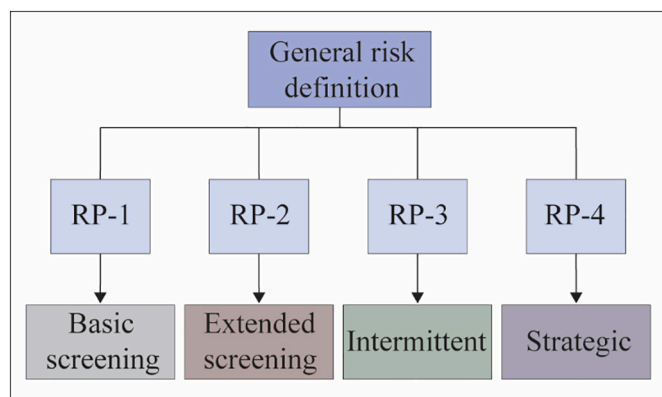 General risk
definition
RP-1
RP-2
RP-3
RP-4
Basic
screening
Extended
screening
Intermittent
Strategic